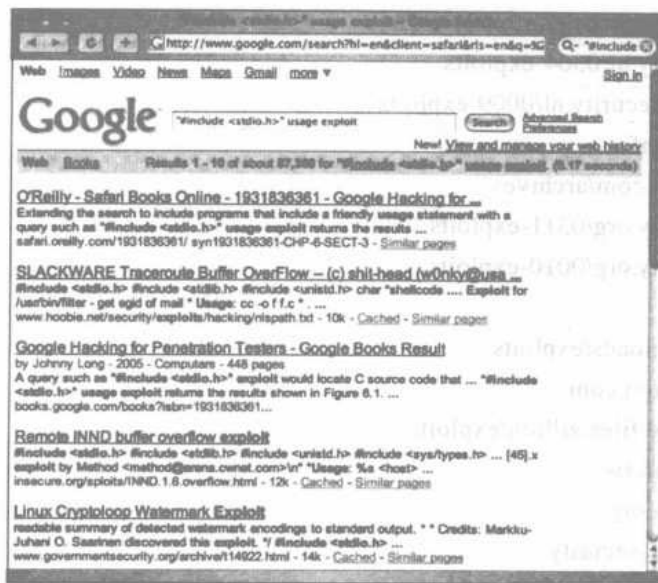 "#include <stdio.h>" usage exploit - Google Search
http://www.google.com/search?hl=en&client=safari&rls=en&q=%2
"#include
Web Images Video News Maps Gmail more ▼
Sign in
Google
"#include <stdio.h>" usage exploit
Search
Advanced Search
Preferences
New! View and manage your web history
Web Books Results 1 - 10 of about 87,300 for "#include <stdio.h>" usage exploit. (0.17 seconds)
O'Reilly - Safari Books Online - 1931836361 - Google Hacking for ...
Extending the search to include programs that include a friendly usage statement with a
query such as "#include <stdio.h>" usage exploit returns the results ...
safari.oreilly.com/1931836361/ syn1931836361-CHP-6-SECT-3 - Similar pages
SLACKWARE Traceroute Buffer OverFlow -- (c) shit-head (w0nky@usa ...
#include <stdio.h> #include <stdlib.h> #include <unistd.h> char *shellcode .... Exploit for
/usr/bin/filter - get egid of mail * Usage: cc -o f f.c * . ...
www.hoobie.net/security/exploits/hacking/nlspath.txt - 10k - Cached - Similar pages
Google Hacking for Penetration Testers - Google Books Result
by Johnny Long - 2005 - Computers - 448 pages
A query such as "#include <stdio.h>" exploit would locate C source code that ... "#include
<stdio.h>" usage exploit returns the results shown in Figure 6.1. ...
books.google.com/books?isbn=1931836361...
Remote INND buffer overflow exploit
#include <stdio.h> #include <stdlib.h> #include <unistd.h> #include <sys/types.h> ... [45].x
exploit by Method <method@arena.cwnet.com>\n" "Usage: %s <host> ...
insecure.org/sploits/INND.1.6.overflow.html - 12k - Cached - Similar pages
Linux Cryptoloop Watermark Exploit
readable summary of detected watermark encodings to standard output. * * Credits: Markku-
Juhani O. Saarinen discovered this exploit. */ #include <stdio.h> ...
www.governmentsecurity.org/archive/t14922.html - 14k - Cached - Similar pages